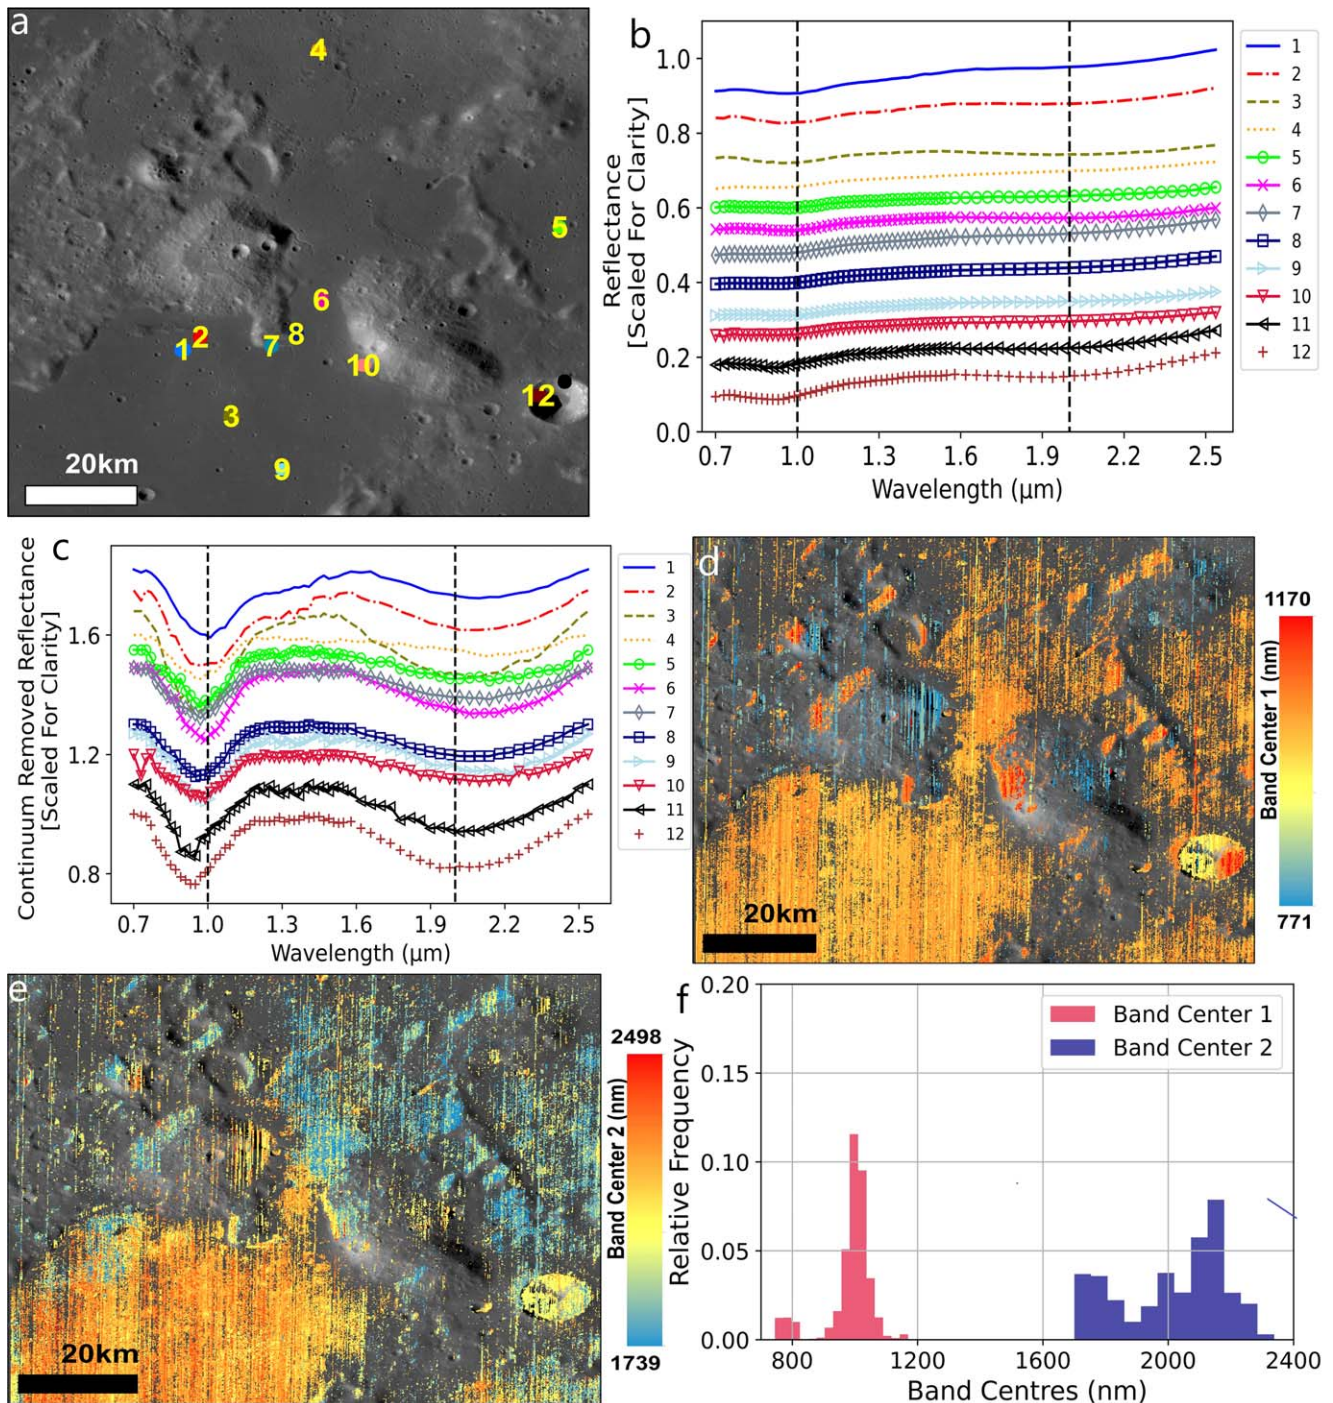 a
4
5
6
2
1
7
8
10
12
3
9
20km
b
Reflectance
[Scaled For Clarity]
1.0
0.8
0.6
0.4
0.2
0.0
0.7 1.0 1.3 1.6 1.9 2.2 2.5
Wavelength (μm)
1
2
3
4
5
6
7
8
9
10
11
12
c
Continuum Removed Reflectance
[Scaled For Clarity]
1.6
1.2
0.8
0.7 1.0 1.3 1.6 1.9 2.2 2.5
Wavelength (μm)
1
2
3
4
5
6
7
8
9
10
11
12
d
20km
1170
Band Center 1 (nm)
771
e
20km
2498
Band Center 2 (nm)
1739
f
Relative Frequency
0.20
0.15
0.10
0.05
0.00
800 1200 1600 2000 2400
Band Centres (nm)
Band Center 1
Band Center 2